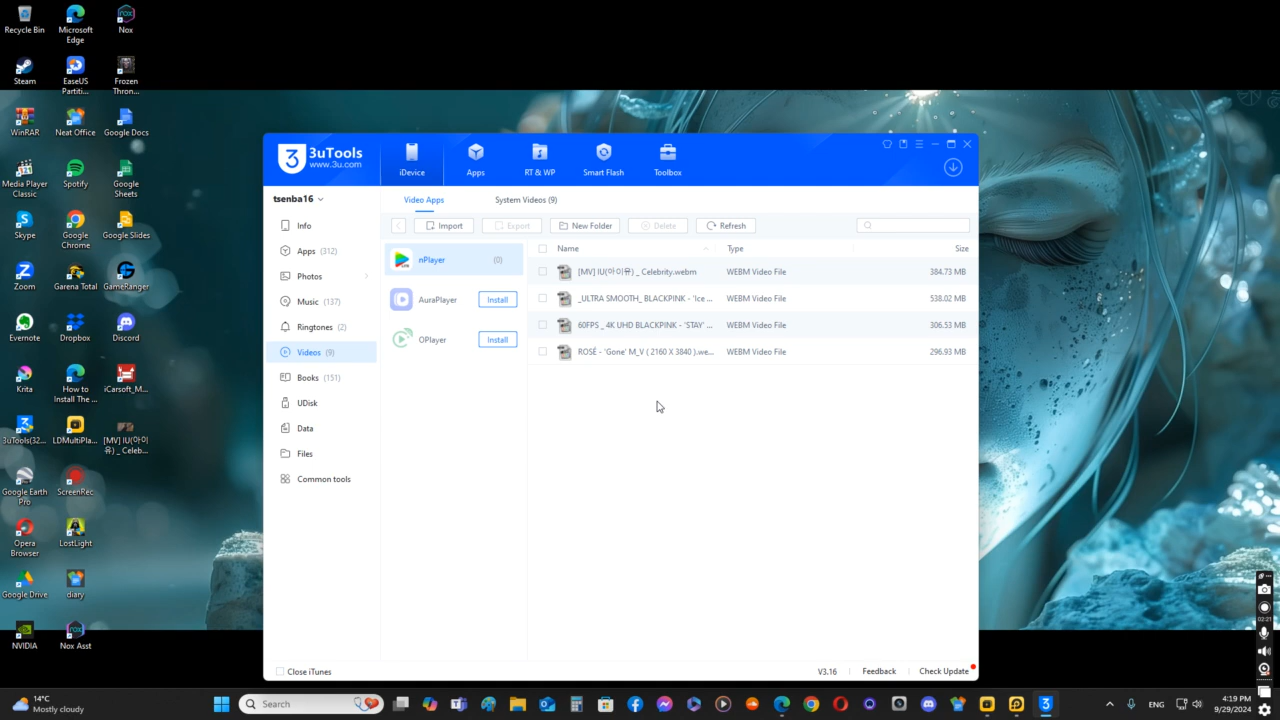 Recycle Bin
Microsoft
Edge
Nox
Steam
EaseUS
Partiti...
Frozen
Thron...
WinRAR
Neat Office
Google Docs
Media Player
Classic
Spotify
Google
Sheets
Skype
Google
Chrome
Google Slides
Zoom
Garena Total
GameRanger
Evernote
Dropbox
Discord
Krita
How to
Install The ...
iCarsoft_M...
3uTools(32...
LDMultiPla...
[MV] IU(아이
유) _ Celeb...
Google Earth
Pro
ScreenRec
Opera
Browser
LostLight
Google Drive
diary
NVIDIA
Nox Asst
3uTools
www.3u.com
iDevice
Apps
RT & WP
Smart Flash
Toolbox
tsenba16
Info
Apps (312)
Photos
Music (137)
Ringtones (2)
Videos (9)
Books (151)
UDisk
Data
Files
Common tools
Video Apps
System Videos (9)
Import
Export
New Folder
Delete
Refresh
nPlayer (0)
AuraPlayer Install
OPlayer Install
Name Type Size
[MV] IU(아이유) _ Celebrity.webm WEBM Video File 384.73 MB
_ULTRA SMOOTH_ BLACKPINK - 'Ice ... WEBM Video File 538.02 MB
60FPS _ 4K UHD BLACKPINK - 'STAY' ... WEBM Video File 306.53 MB
ROSÉ - 'Gone' M_V ( 2160 X 3840 ).we... WEBM Video File 296.93 MB
Close iTunes
V3.16
Feedback
Check Update
02:21
14°C
Mostly cloudy
Search
ENG
4:19 PM
9/29/2024